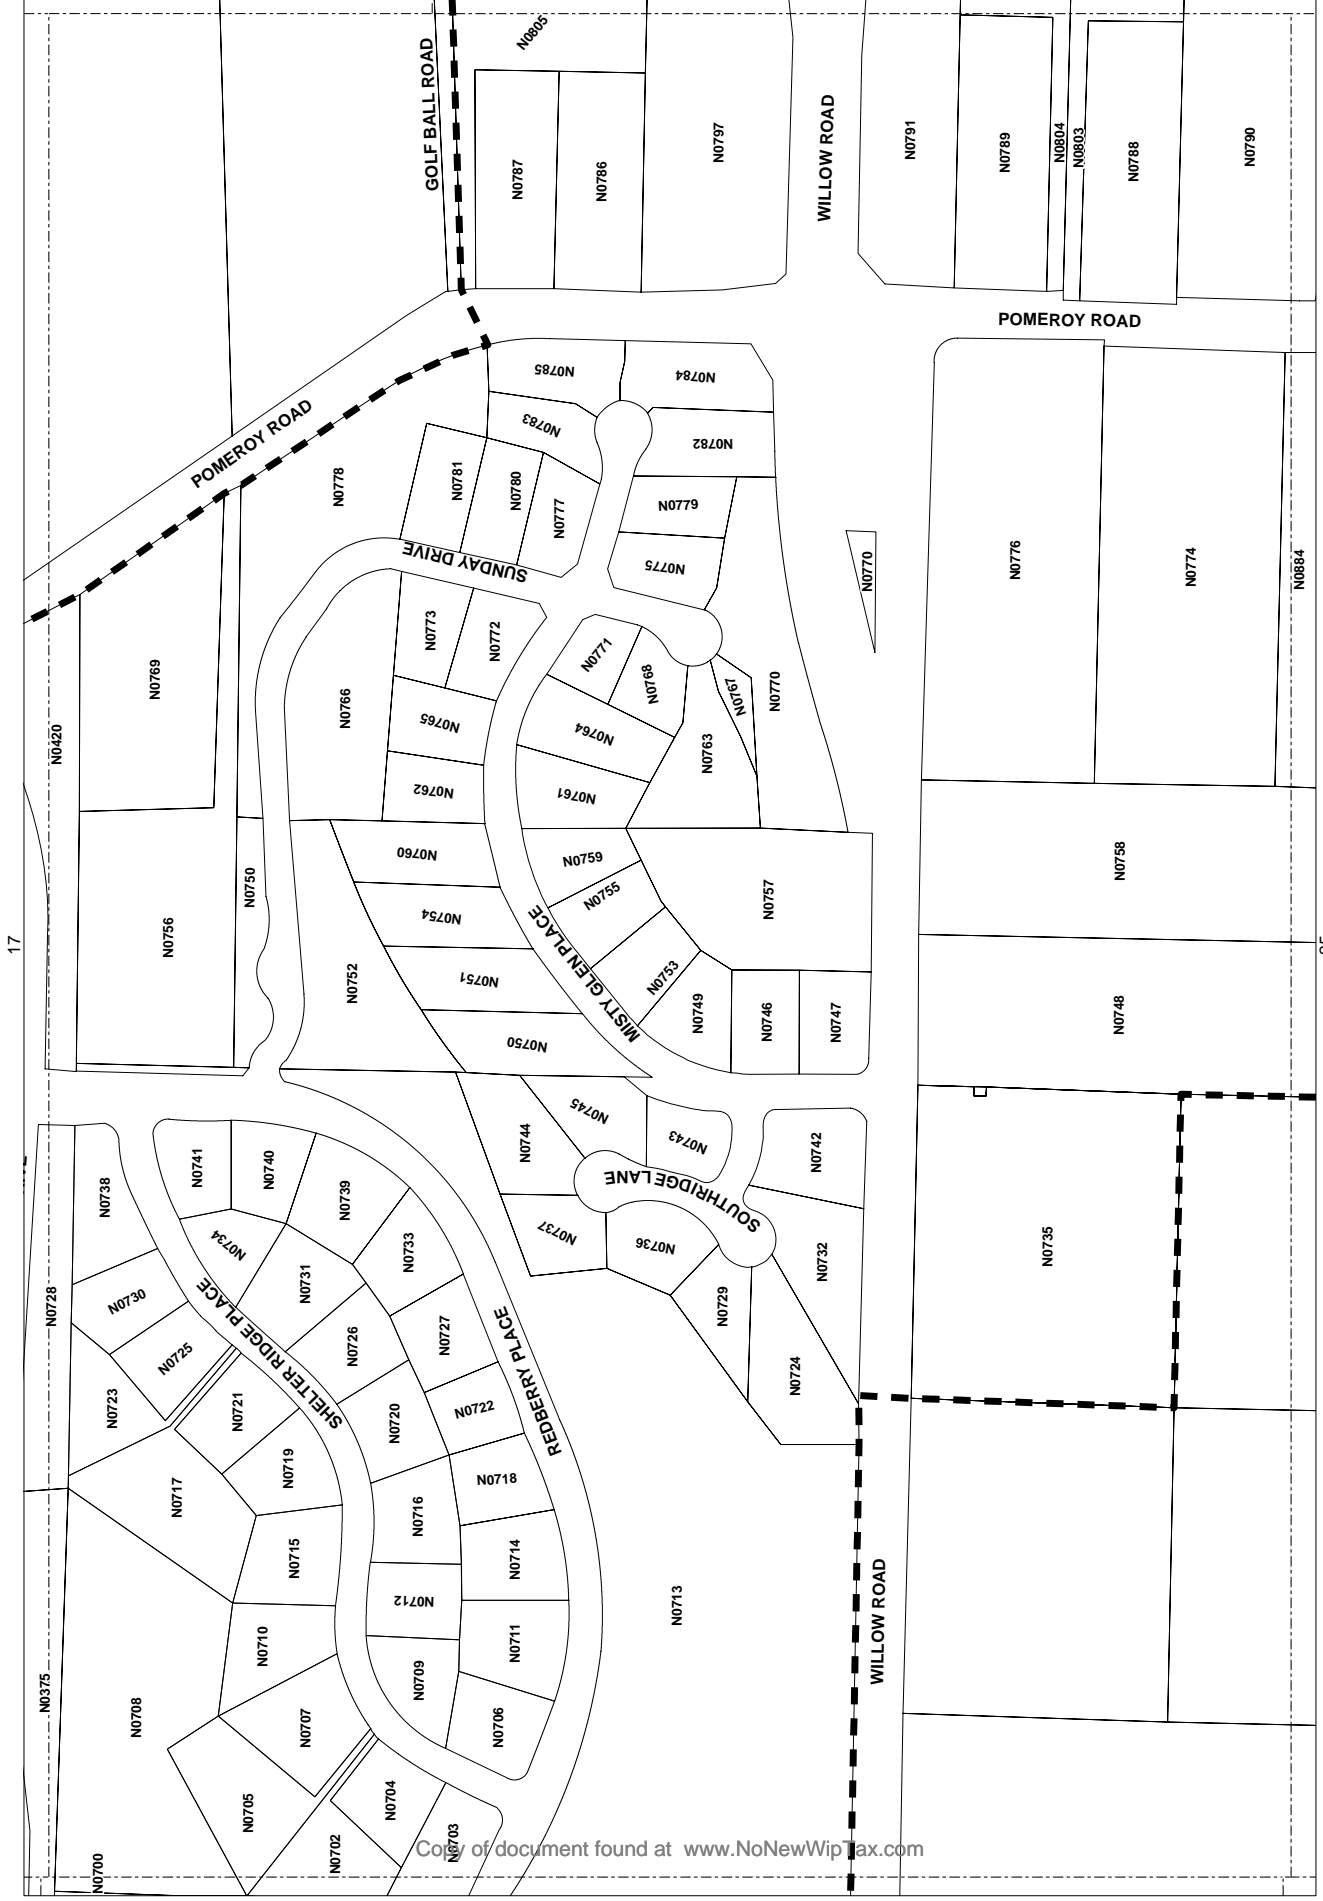 N0805
GOLF BALL ROAD
N0787
N0786
N0797
WILLOW ROAD
N0791
N0789
N0804
N0803
N0788
N0790
POMEROY ROAD
POMEROY ROAD
N0785
N0784
N0783
N0782
N0778
N0781
N0780
N0777
N0779
N0775
SUNDAY DRIVE
N0770
N0776
N0774
N0884
N0773
N0772
N0771
N0768
N0767
N0770
N0769
N0766
N0765
N0764
N0763
N0420
N0762
N0761
N0760
N0759
N0758
N0750
N0756
N0754
N0755
N0757
MISTY GLEN PLACE
17
N0752
N0751
N0753
N0749
N0746
N0747
N0748
N0750
N0745
N0744
N0743
N0742
SOUTHRIDGE LANE
N0741
N0740
N0739
N0738
N0737
N0736
N0734
N0733
N0732
N0735
N0731
N0730
N0729
N0728
SHELTER RIDGE PLACE
REDBERRY PLACE
N0727
N0726
N0725
N0724
N0723
N0722
N0721
N0720
N0719
N0718
N0717
N0716
N0715
N0714
N0713
N0712
N0711
N0710
N0709
N0708
N0707
N0706
N0705
N0704
N0703
N0702
N0700
N0375
WILLOW ROAD
Copy of document found at www.NoNewWipTax.com